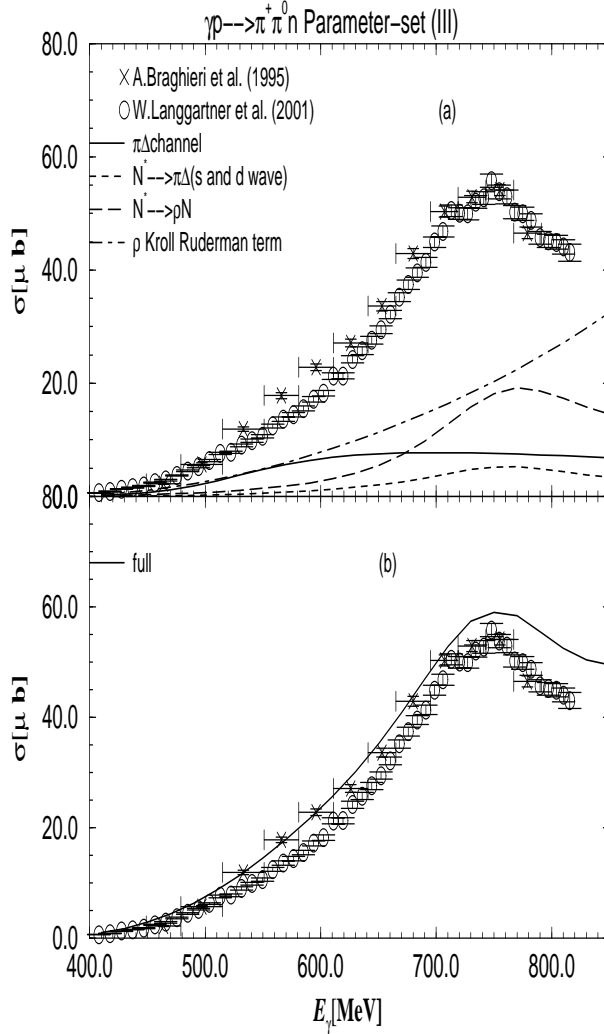 γp-->π⁺π⁰n Parameter-set (III)
80.0
A.Braghieri et al. (1995)
W.Langgartner et al. (2001)
(a)
πΔchannel
N*-->πΔ(s and d wave)
N*-->ρN
ρ Kroll Ruderman term
60.0
40.0
20.0
σ[μ b]
80.0
full
(b)
60.0
40.0
20.0
0.0
σ[μ b]
400.0 500.0 600.0 700.0 800.0
Eγ[MeV]